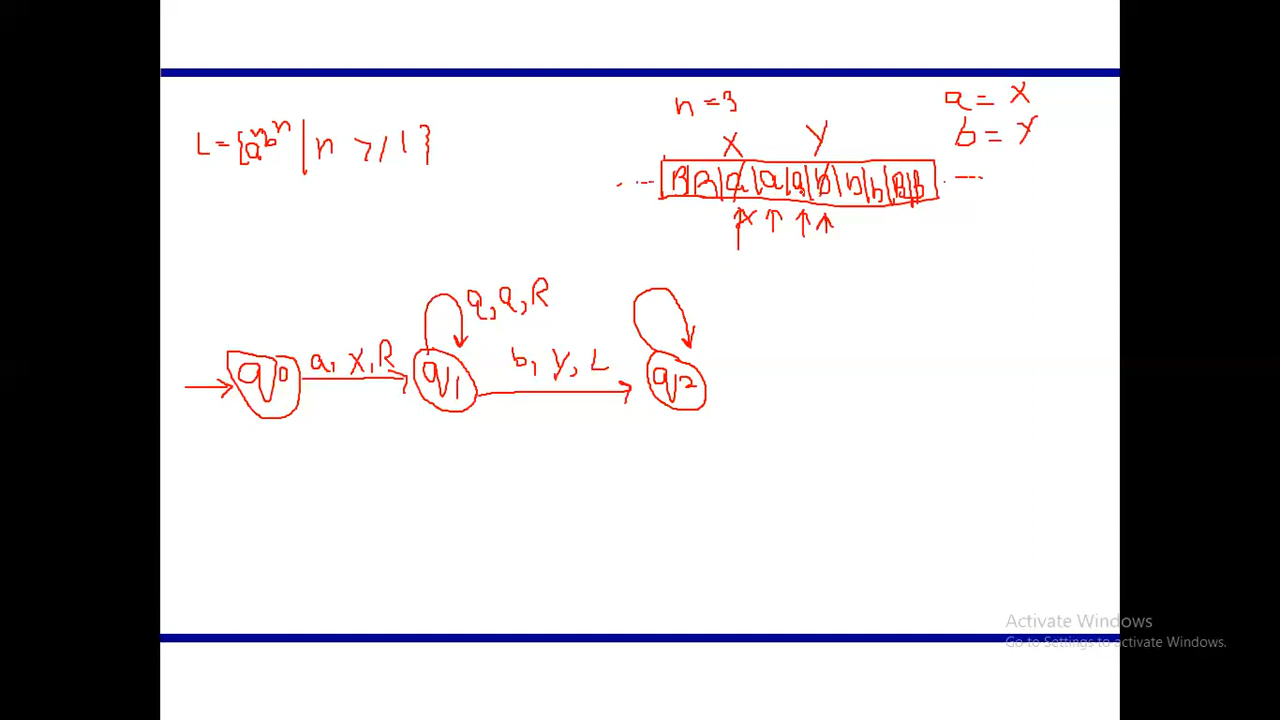 n = 3
a = X
L = {aⁿbⁿ | n >/ 1}
b = Y
X Y
... B B a a a b b b B B ...
X
a, a, R
a, X, R
b, Y, L
q0 q1 q2
Activate Windows
Go to Settings to activate Windows.